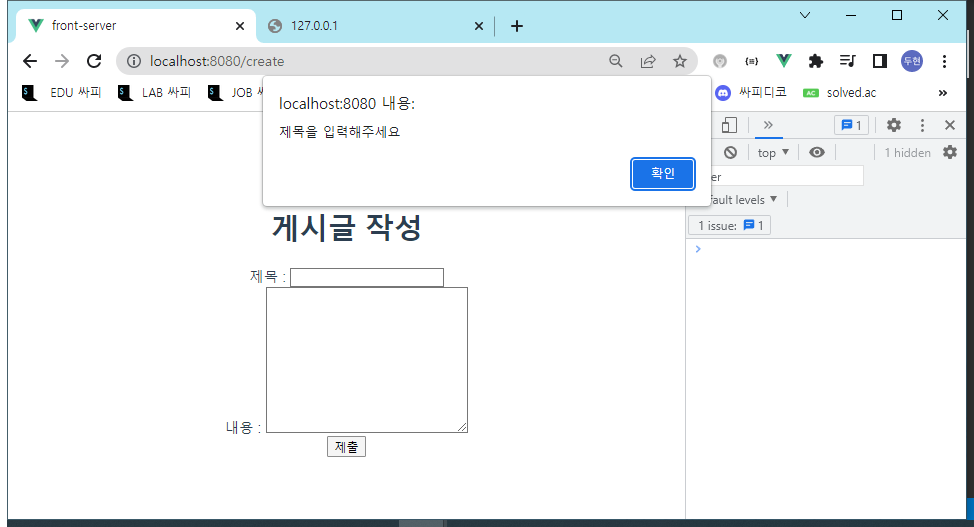 front-server
127.0.0.1
localhost:8080/create
두현
EDU 싸피
LAB 싸피
JOB 싸
싸피디코
AC solved.ac
localhost:8080 내용:
제목을 입력해주세요
확인
1
top
1 hidden
er
fault levels
1 issue: 1
게시글 작성
제목 :
내용 :
제출